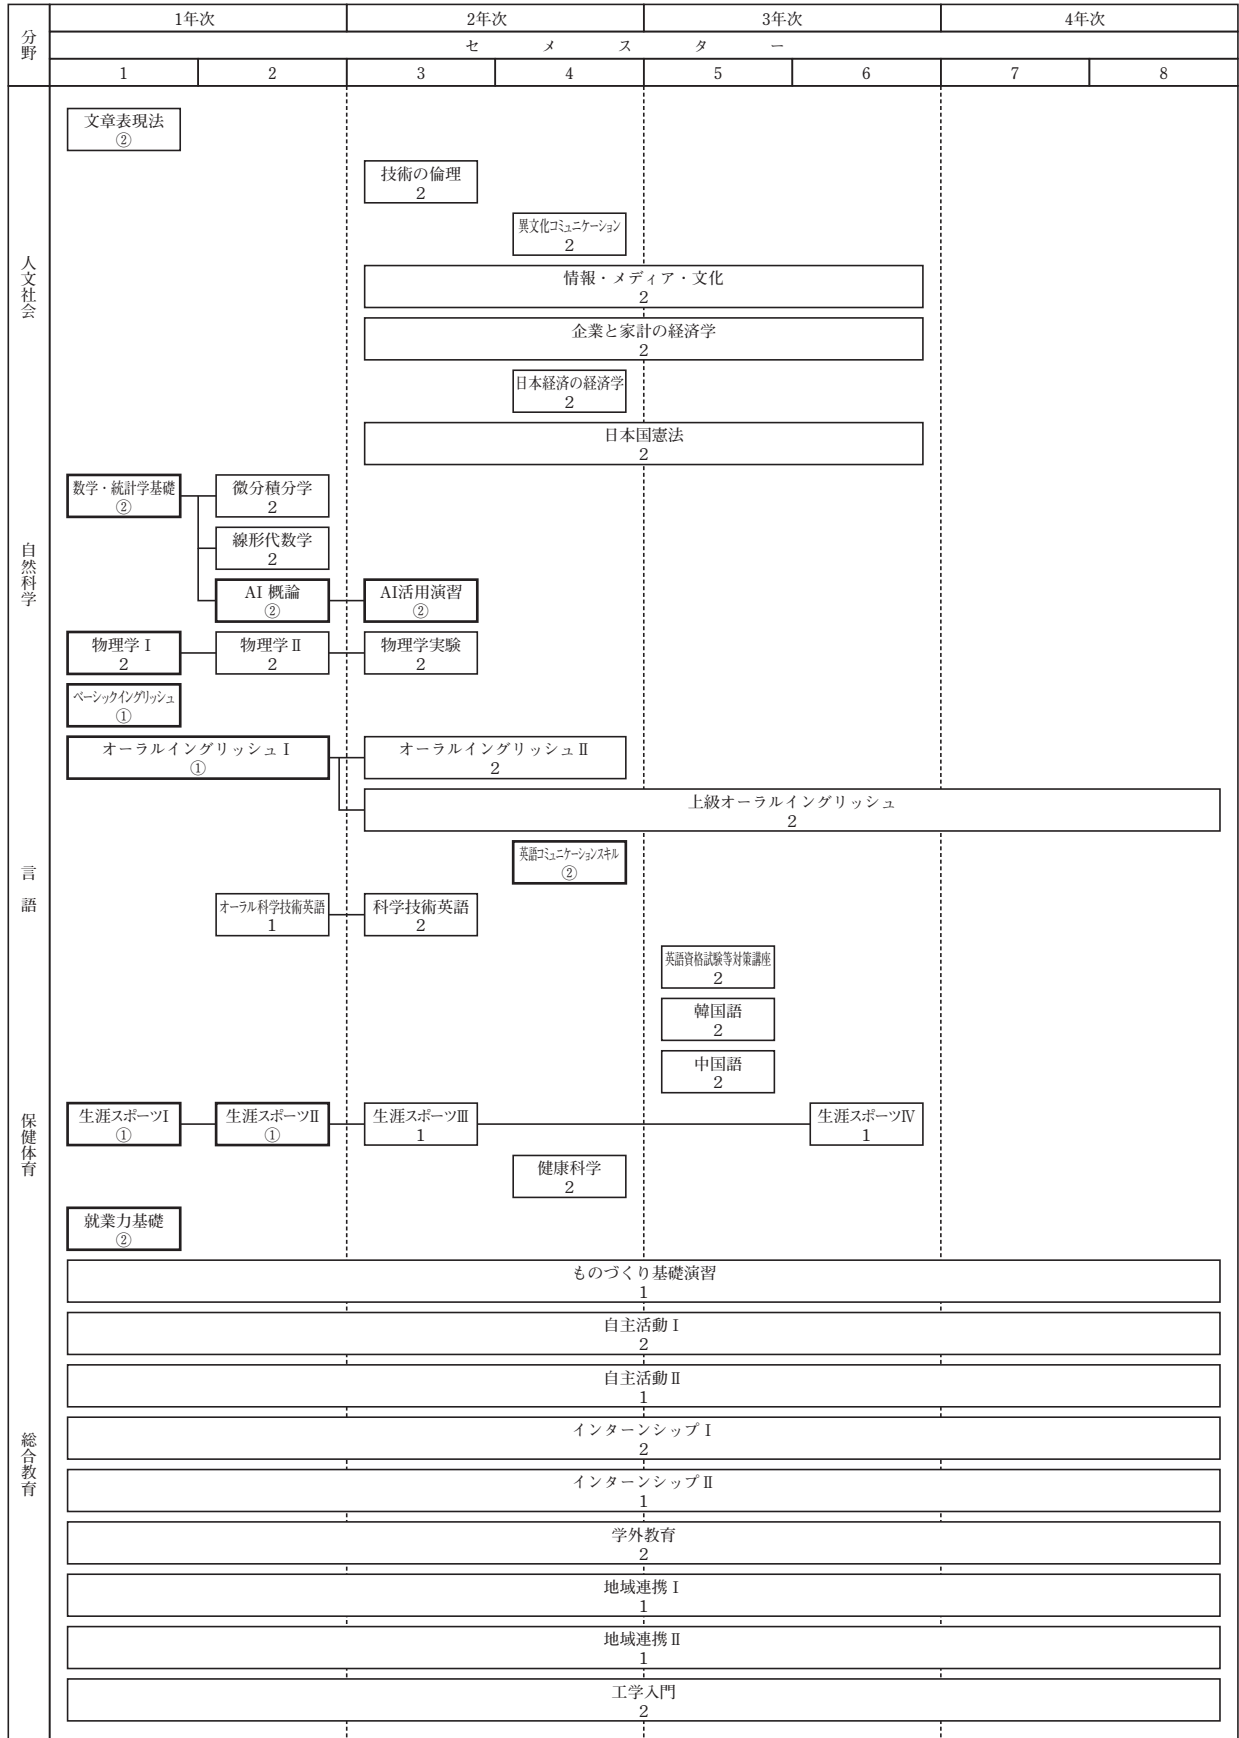 分野
1年次
2年次
3年次
4年次
セメスター
1
2
3
4
5
6
7
8
人文社会
文章表現法
②
技術の倫理
2
異文化コミュニケーション
2
情報・メディア・文化
2
企業と家計の経済学
2
日本経済の経済学
2
日本国憲法
2
自然科学
数学・統計学基礎
②
微分積分学
2
線形代数学
2
AI 概論
②
AI活用演習
②
物理学Ⅰ
2
物理学Ⅱ
2
物理学実験
2
言語
ベーシックイングリッシュ
①
オーラルイングリッシュⅠ
①
オーラルイングリッシュⅡ
2
上級オーラルイングリッシュ
2
英語コミュニケーションスキル
②
オーラル科学技術英語
1
科学技術英語
2
英語資格試験等対策講座
2
韓国語
2
中国語
2
保健体育
生涯スポーツⅠ
①
生涯スポーツⅡ
①
生涯スポーツⅢ
1
生涯スポーツⅣ
1
健康科学
2
総合教育
就業力基礎
②
ものづくり基礎演習
1
自主活動Ⅰ
2
自主活動Ⅱ
1
インターンシップⅠ
2
インターンシップⅡ
1
学外教育
2
地域連携Ⅰ
1
地域連携Ⅱ
1
工学入門
2